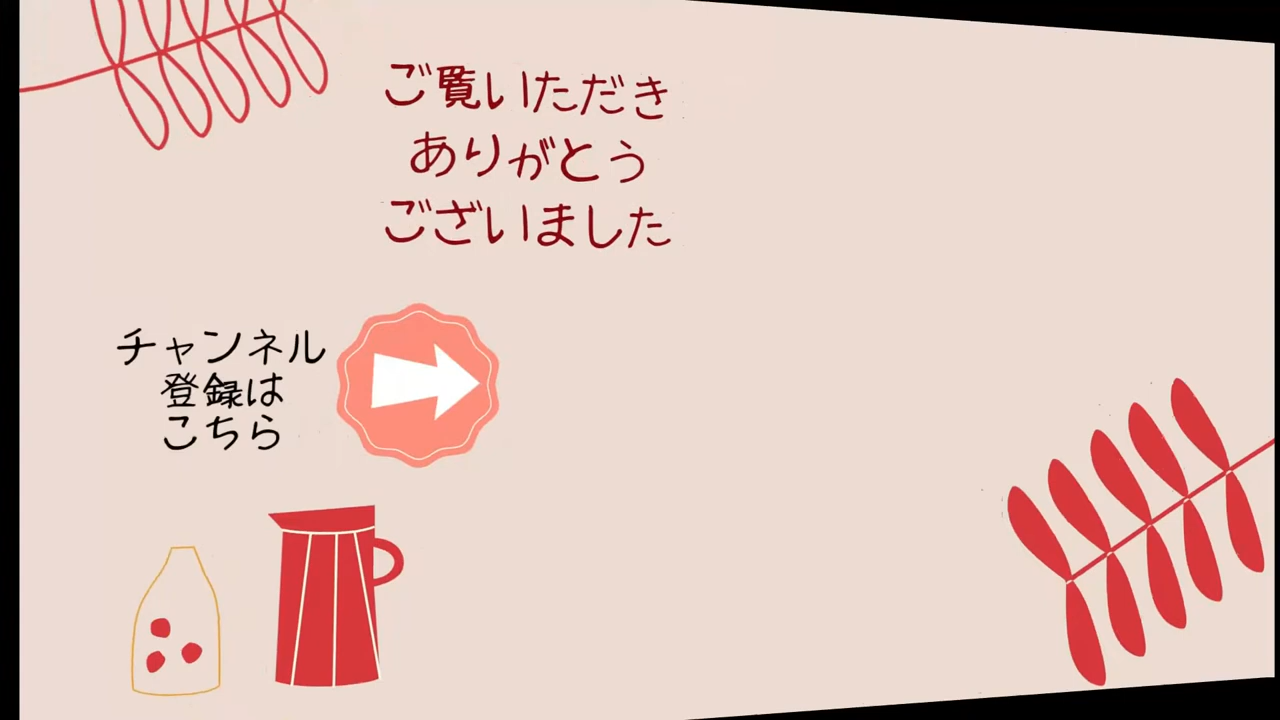 ご覧いただき
ありがとう
ございました
チャンネル
登録は
こちら